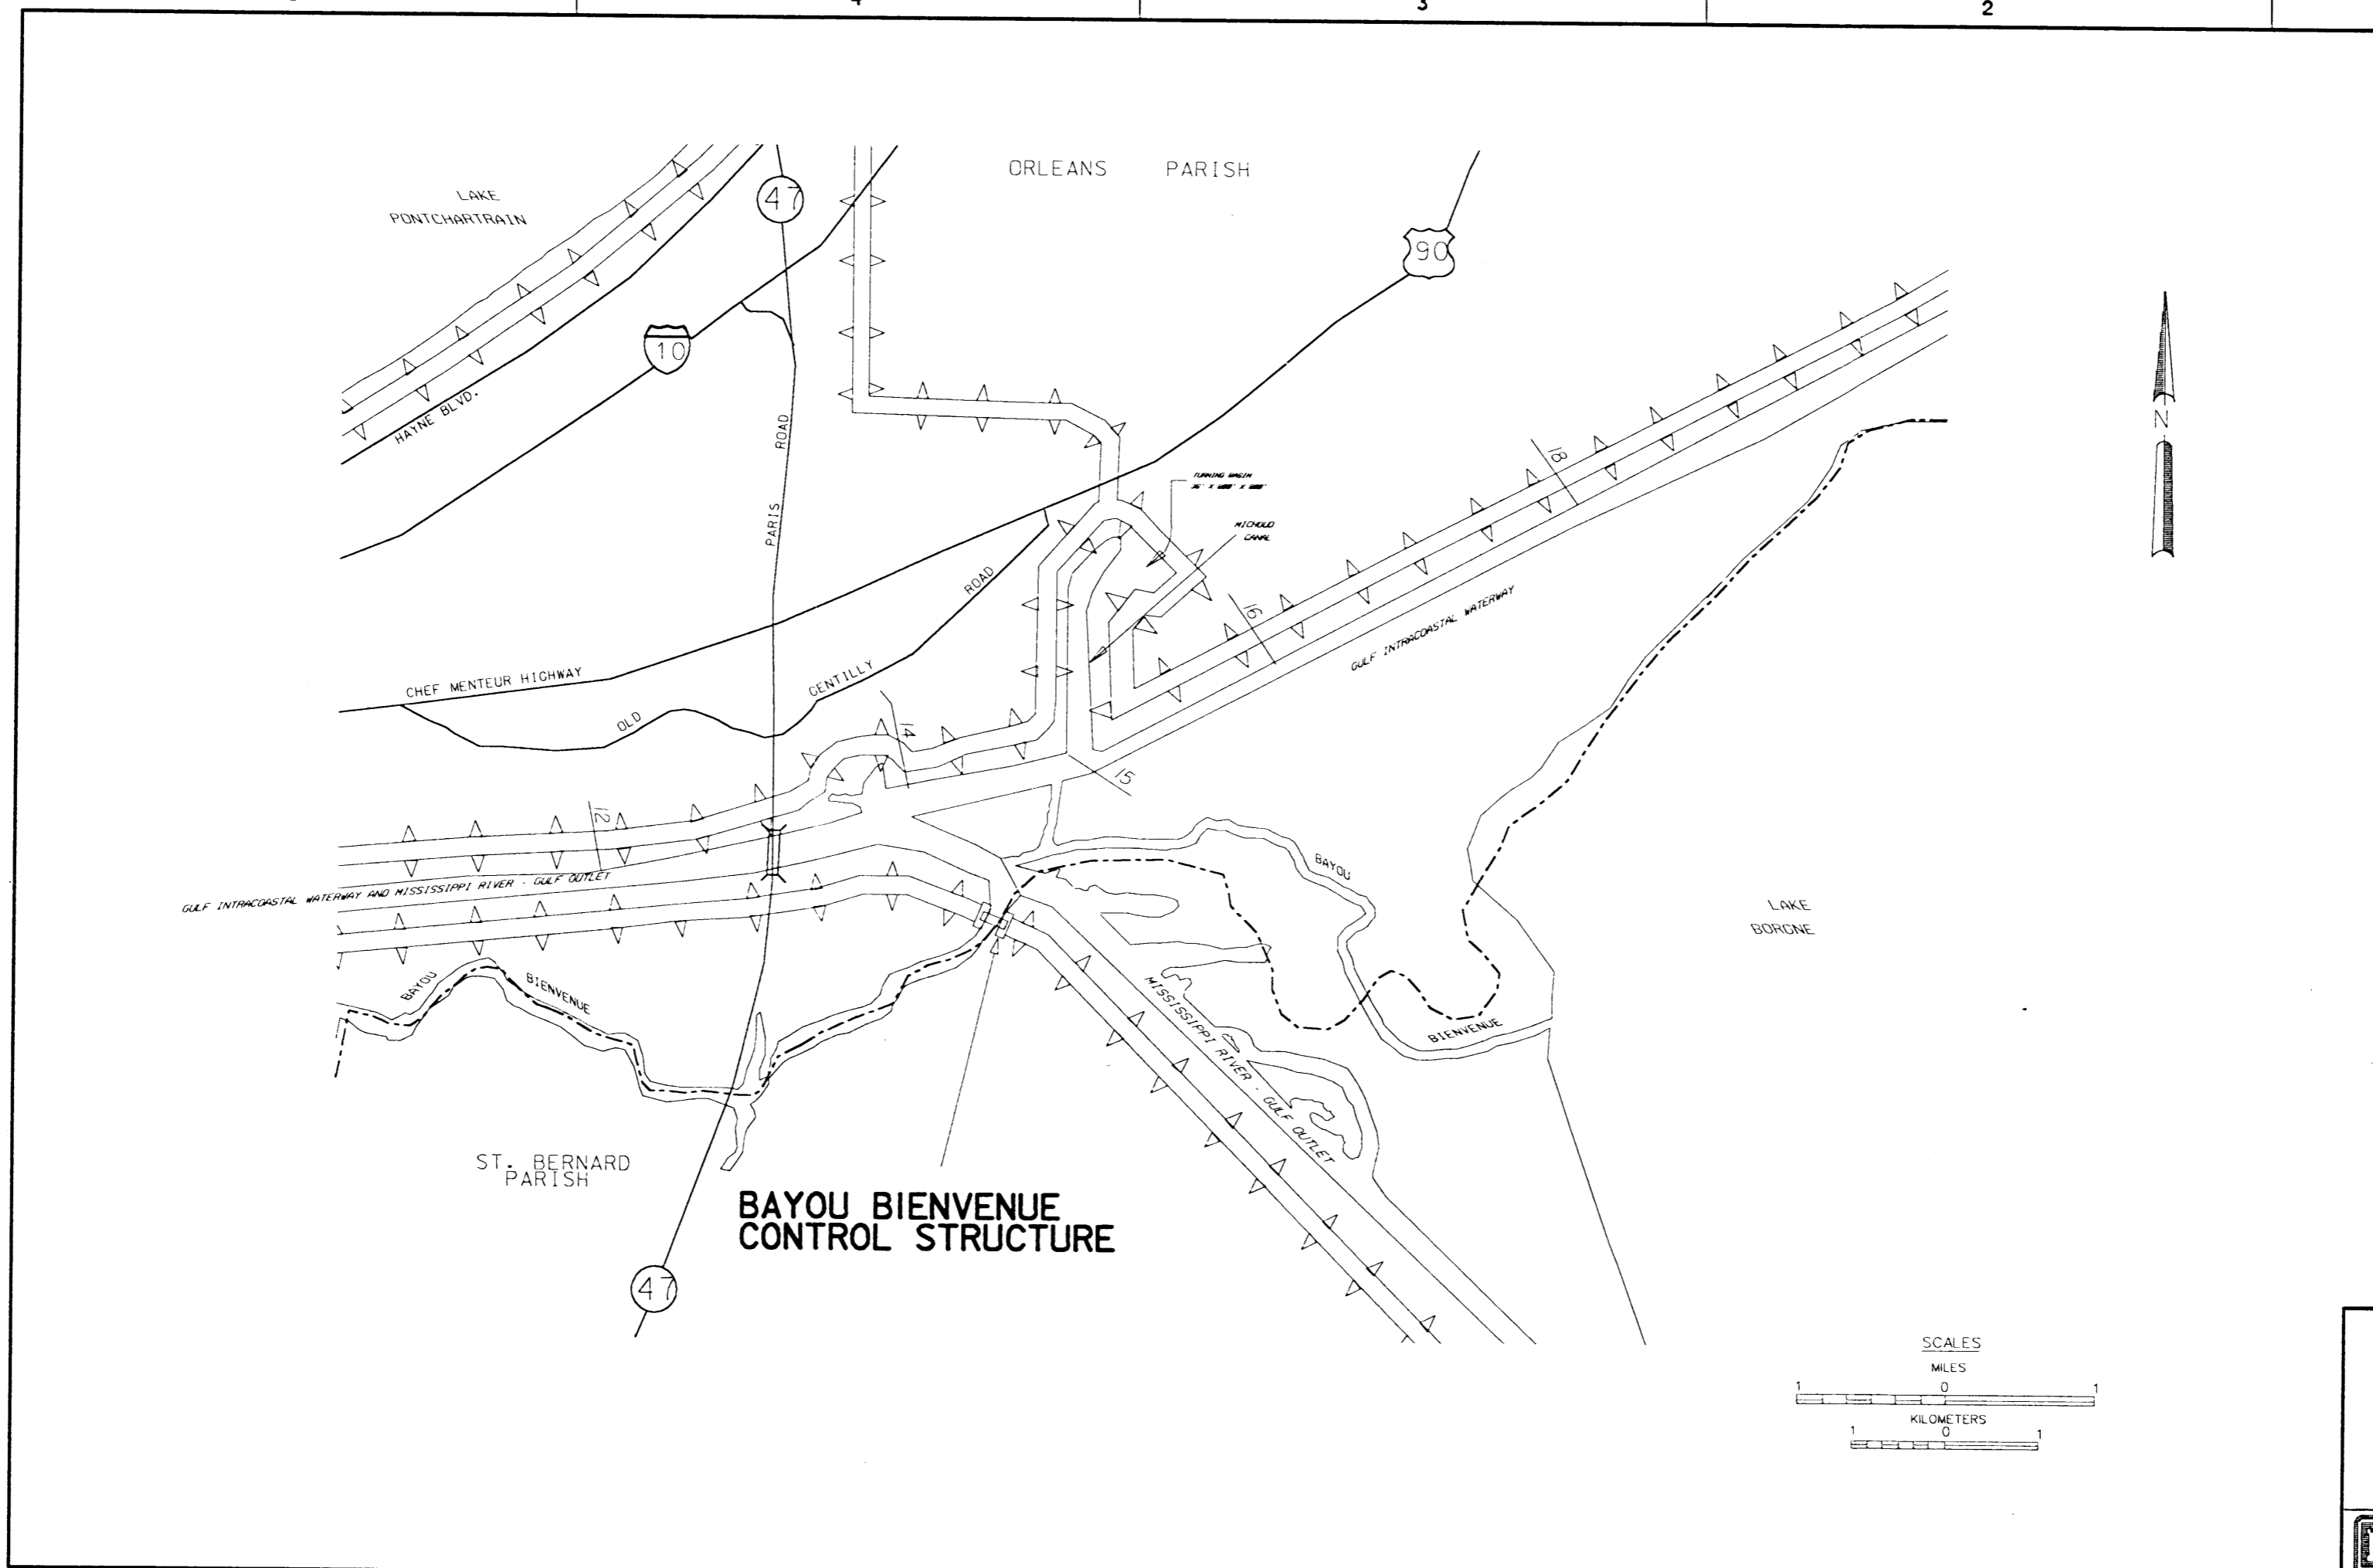 4
3
2
ORLEANS PARISH
LAKE
PONTCHARTRAIN
47
90
10
HAYNE BLVD.
PARIS ROAD
N
18
TURNING BASIN
MICHOUD
CANAL
16
GULF INTRACOASTAL WATERWAY
CHEF MENTEUR HIGHWAY
OLD GENTILLY ROAD
14
15
12
GULF INTRACOASTAL WATERWAY AND MISSISSIPPI RIVER - GULF OUTLET
BAYOU
BIENVENUE
BAYOU
BIENVENUE
LAKE
BORGNE
MISSISSIPPI RIVER - GULF OUTLET
ST. BERNARD
PARISH
BAYOU BIENVENUE
CONTROL STRUCTURE
47
SCALES
MILES
1 0 1
KILOMETERS
1 0 1